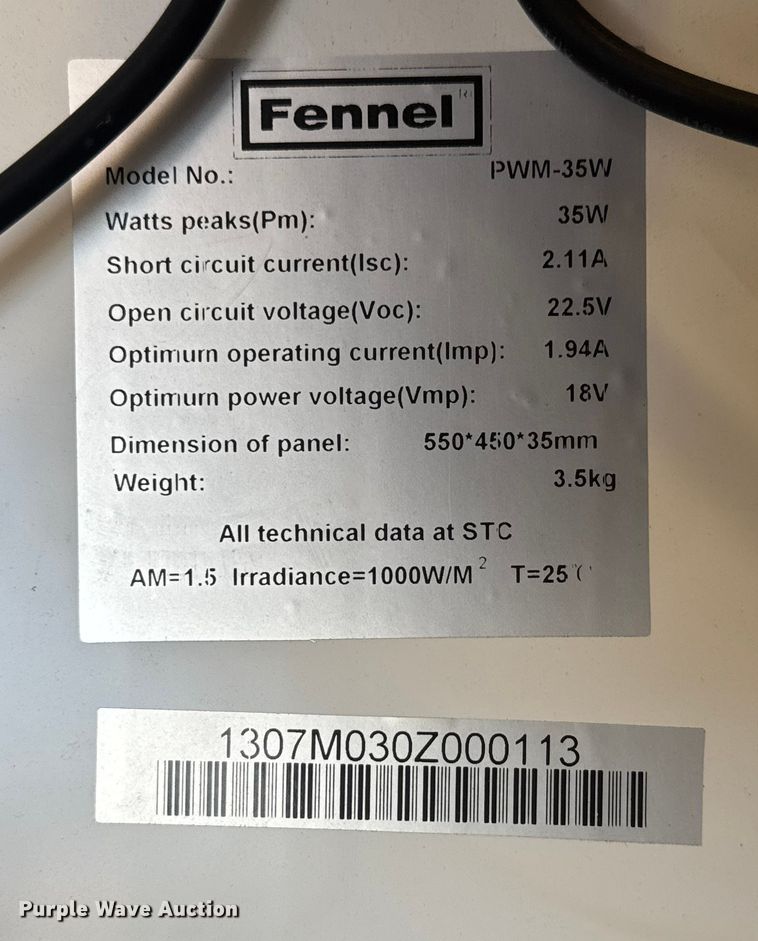 Fennel
Model No.: PWM-35W
Watts peaks(Pm): 35W
Short circuit current(Isc): 2.11A
Open circuit voltage(Voc): 22.5V
Optimum operating current(Imp): 1.94A
Optimum power voltage(Vmp): 18V
Dimension of panel: 550*450*35mm
Weight: 3.5kg
All technical data at STC
AM=1.5 Irradiance=1000W/M² T=25
1307M030Z000113
Purple Wave Auction